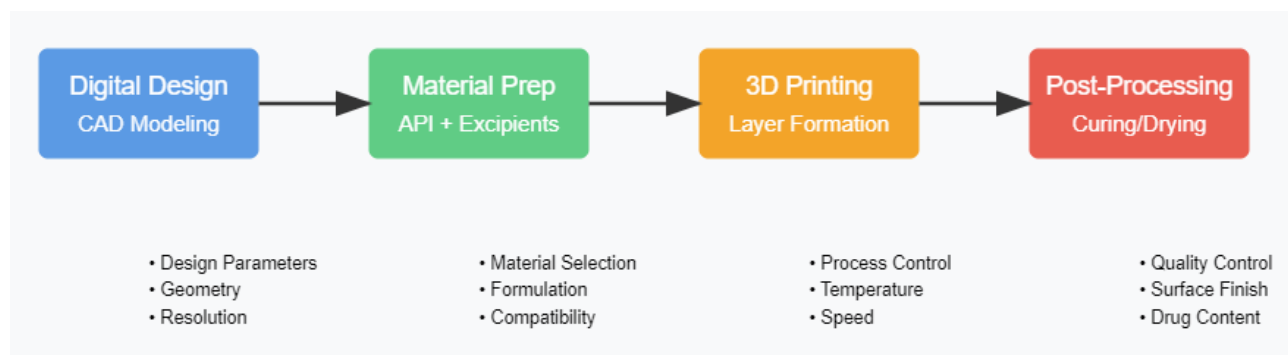 Digital Design
CAD Modeling
Material Prep
API + Excipients
3D Printing
Layer Formation
Post-Processing
Curing/Drying
• Design Parameters
• Geometry
• Resolution
• Material Selection
• Formulation
• Compatibility
• Process Control
• Temperature
• Speed
• Quality Control
• Surface Finish
• Drug Content